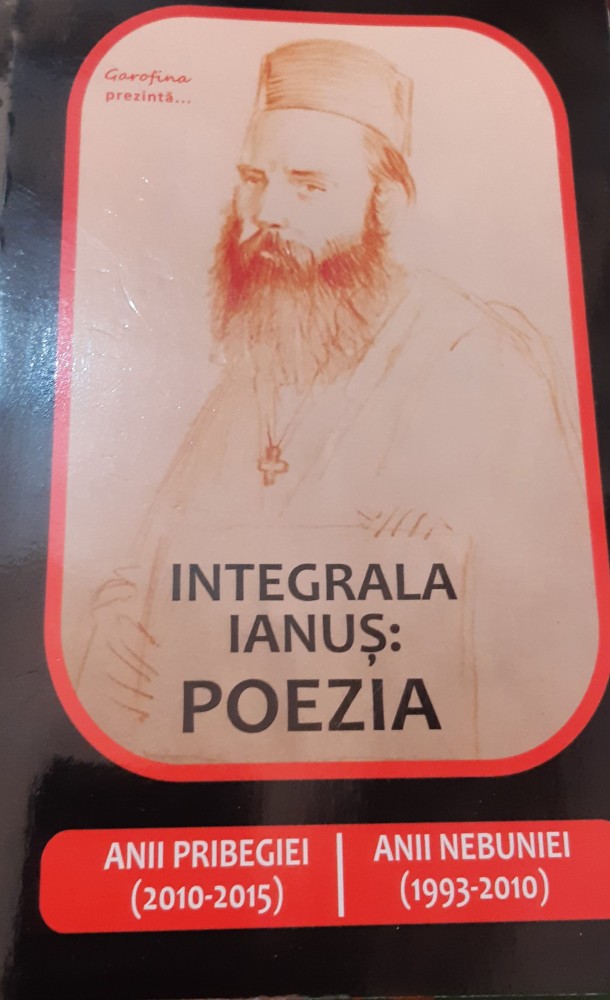 Garofina
prezintă...
INTEGRALA
IANUȘ:
POEZIA
ANII PRIBEGIEI
(2010-2015)
ANII NEBUNIEI
(1993-2010)